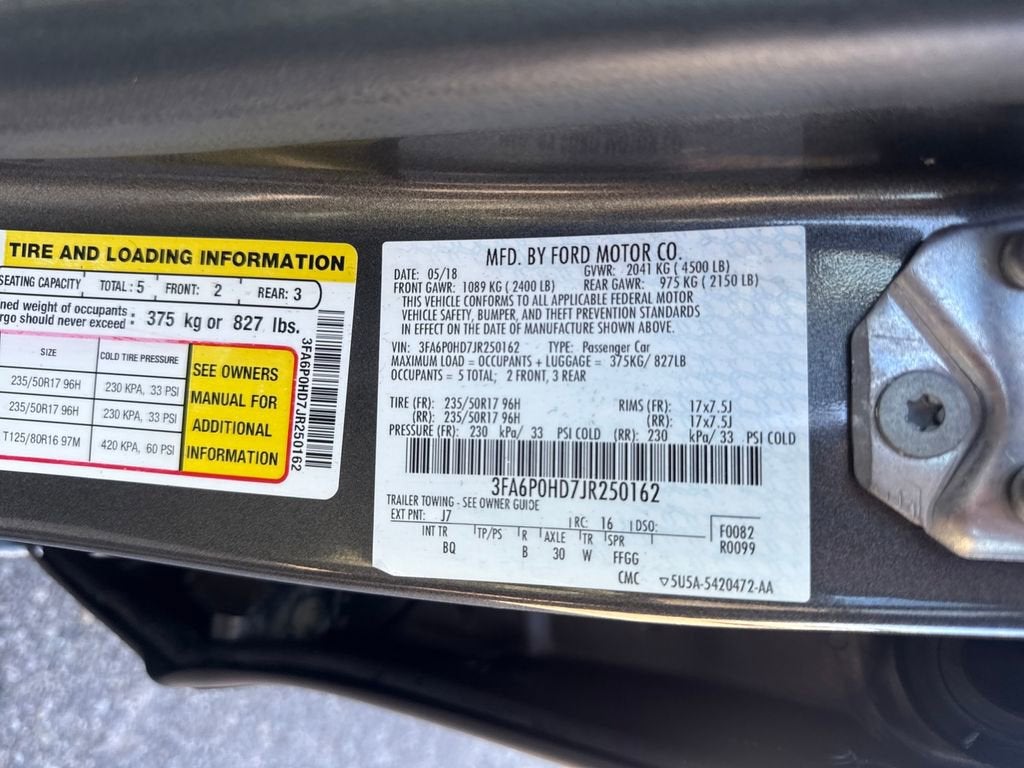 TIRE AND LOADING INFORMATION
SEATING CAPACITY TOTAL: 5 FRONT: 2 REAR: 3
weight of occupants
should never exceed : 375 kg or 827 lbs.
SIZE COLD TIRE PRESSURE
235/50R17 96H 230 KPA, 33 PSI
235/50R17 96H 230 KPA, 33 PSI
T125/80R16 97M 420 KPA, 60 PSI
SEE OWNERS
MANUAL FOR
ADDITIONAL
INFORMATION
3FA6P0HD7JR250162
MFD. BY FORD MOTOR CO.
DATE: 05/18 GVWR: 2041 KG ( 4500 LB)
FRONT GAWR: 1089 KG ( 2400 LB) REAR GAWR: 975 KG ( 2150 LB)
THIS VEHICLE CONFORMS TO ALL APPLICABLE FEDERAL MOTOR
VEHICLE SAFETY, BUMPER, AND THEFT PREVENTION STANDARDS
IN EFFECT ON THE DATE OF MANUFACTURE SHOWN ABOVE.
VIN: 3FA6P0HD7JR250162 TYPE: Passenger Car
MAXIMUM LOAD = OCCUPANTS + LUGGAGE = 375KG/ 827LB
OCCUPANTS = 5 TOTAL; 2 FRONT, 3 REAR
TIRE (FR): 235/50R17 96H RIMS (FR): 17x7.5J
(RR): 235/50R17 96H (RR): 17x7.5J
PRESSURE (FR): 230 kPa/ 33 PSI COLD (RR): 230 kPa/ 33 PSI COLD
3FA6P0HD7JR250162
TRAILER TOWING - SEE OWNER GUIDE
EXT PNT: J7 RC: 16 DSO: F0082
INT TR TP/PS R AXLE TR SPR R0099
BQ B 30 W FFGG
CMC ▽5U5A-5420472-AA